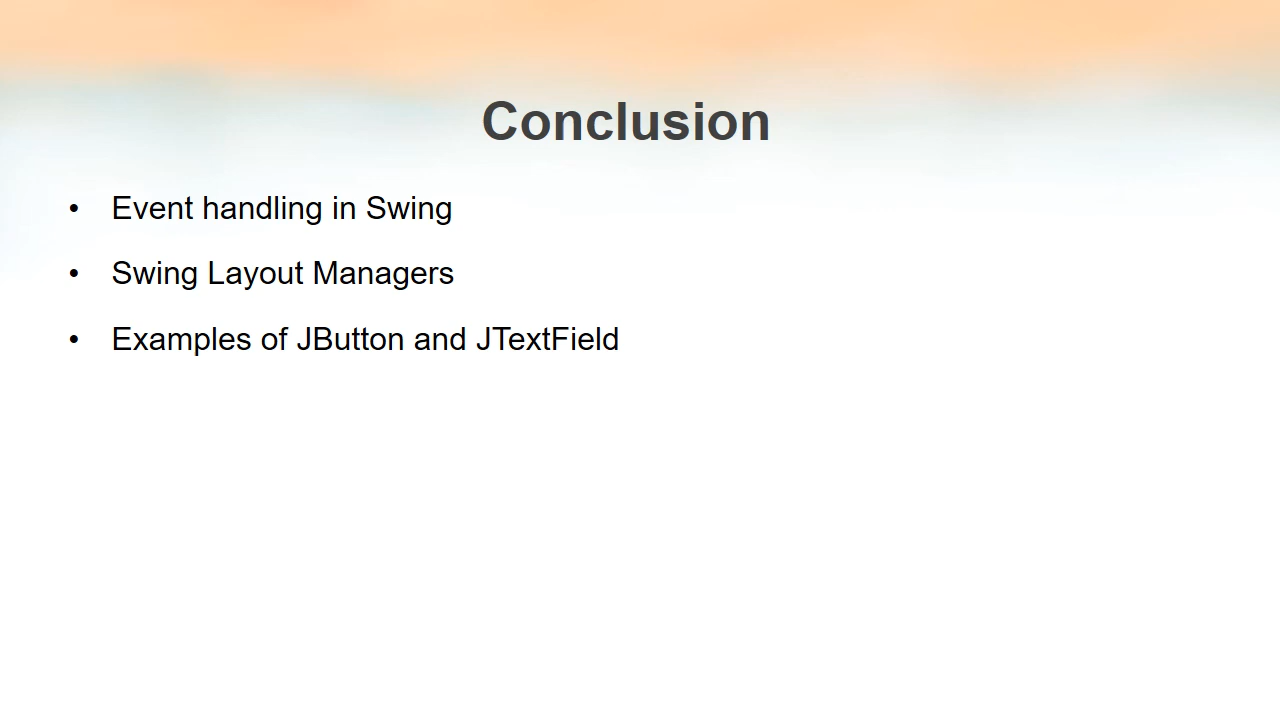 Conclusion
• Event handling in Swing
• Swing Layout Managers
• Examples of JButton and JTextField